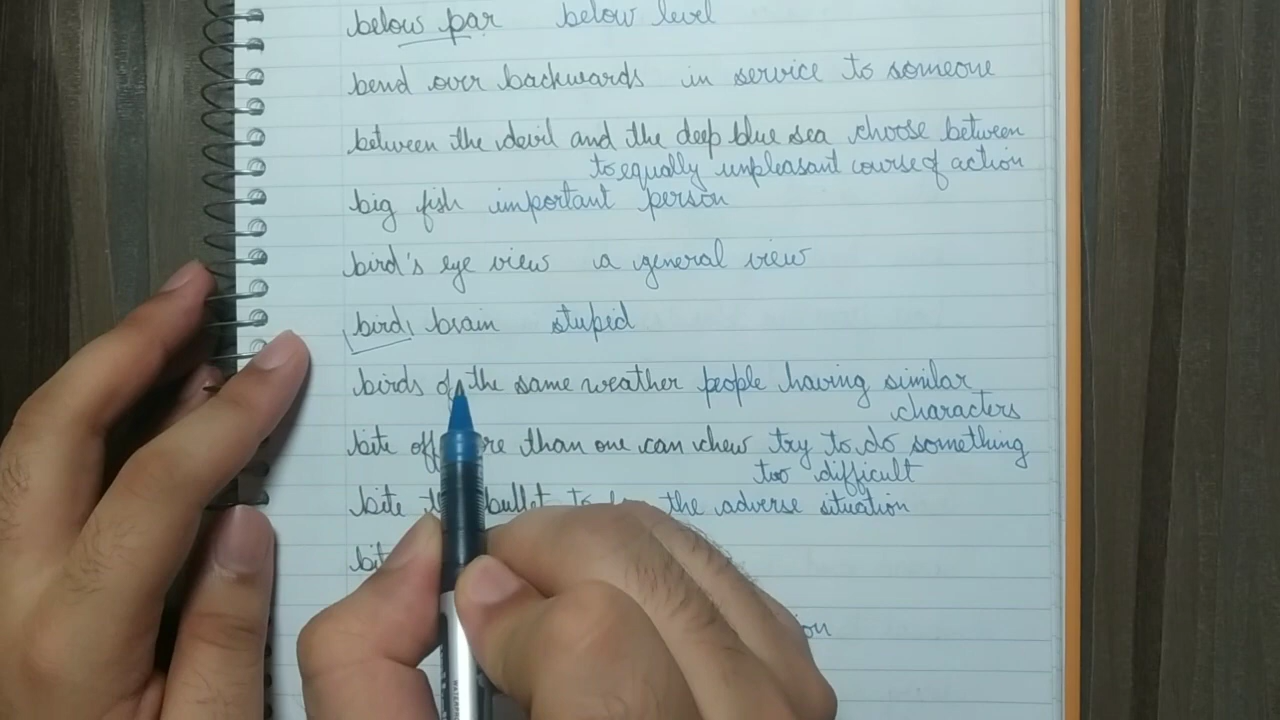 below par below level
bend over backwards in service to someone
between the devil and the deep blue sea choose between
to equally unpleasant course of action
big fish important person
bird's eye view a general view
bird brain stupid
birds of the same weather people having similar
characters
bite off than one can chew try to do something
too difficult
bite bullet to the adverse situation